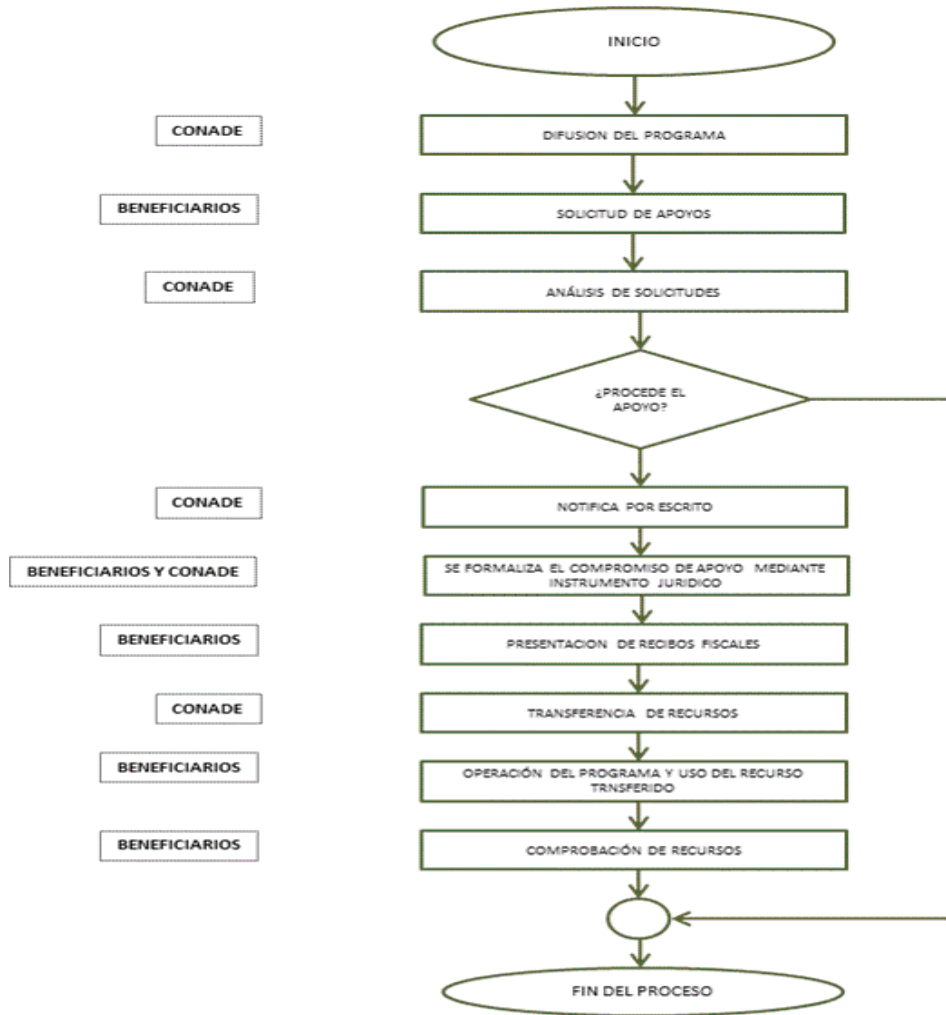 INICIO
CONADE
DIFUSION DEL PROGRAMA
BENEFICIARIOS
SOLICITUD DE APOYOS
CONADE
ANÁLISIS DE SOLICITUDES
¿PROCEDE EL
APOYO?
CONADE
NOTIFICA POR ESCRITO
BENEFICIARIOS Y CONADE
SE FORMALIZA EL COMPROMISO DE APOYO MEDIANTE
INSTRUMENTO JURIDICO
BENEFICIARIOS
PRESENTACION DE RECIBOS FISCALES
CONADE
TRANSFERENCIA DE RECURSOS
BENEFICIARIOS
OPERACIÓN DEL PROGRAMA Y USO DEL RECURSO
TRNSFERIDO
BENEFICIARIOS
COMPROBACIÓN DE RECURSOS
FIN DEL PROCESO